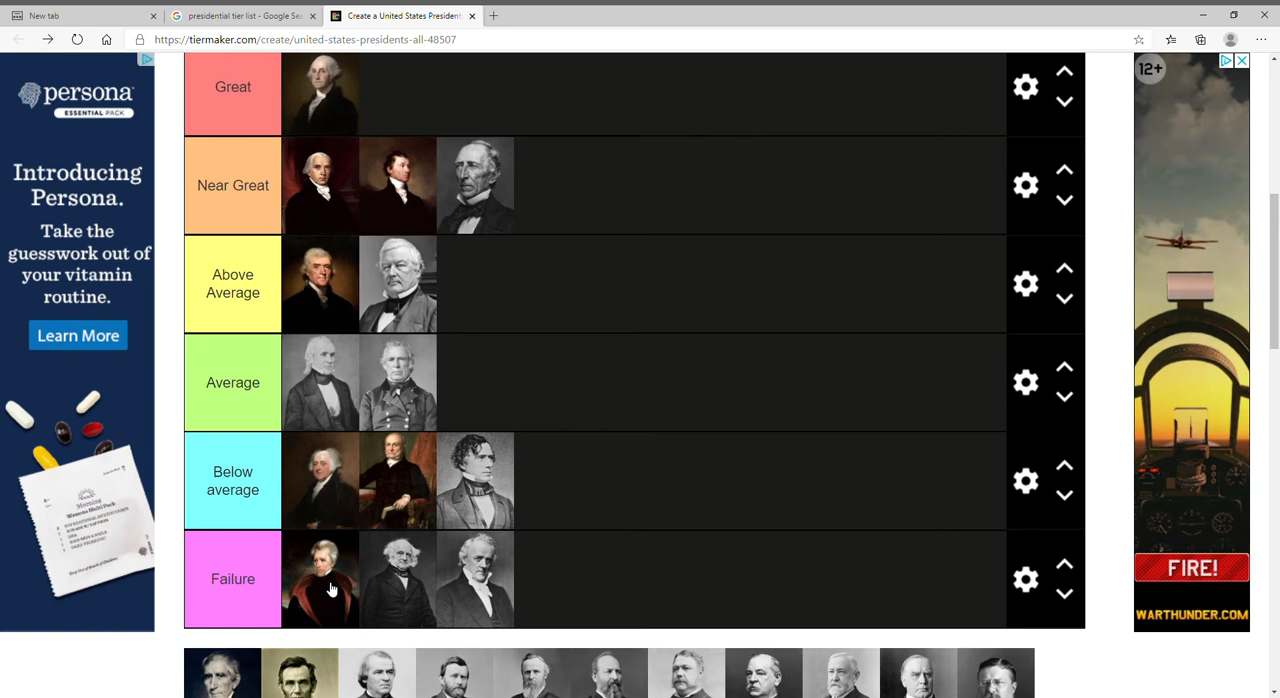 New tab
presidential tier list - Google Sea
Create a United States President
https://tiermaker.com/create/united-states-presidents-all-48507
persona
ESSENTIAL PACK
Introducing
Persona.
Take the
guesswork out of
your vitamin
routine.
Learn More
Great
Near Great
Above
Average
Average
Below
average
Failure
12+
FIRE!
WARTHUNDER.COM